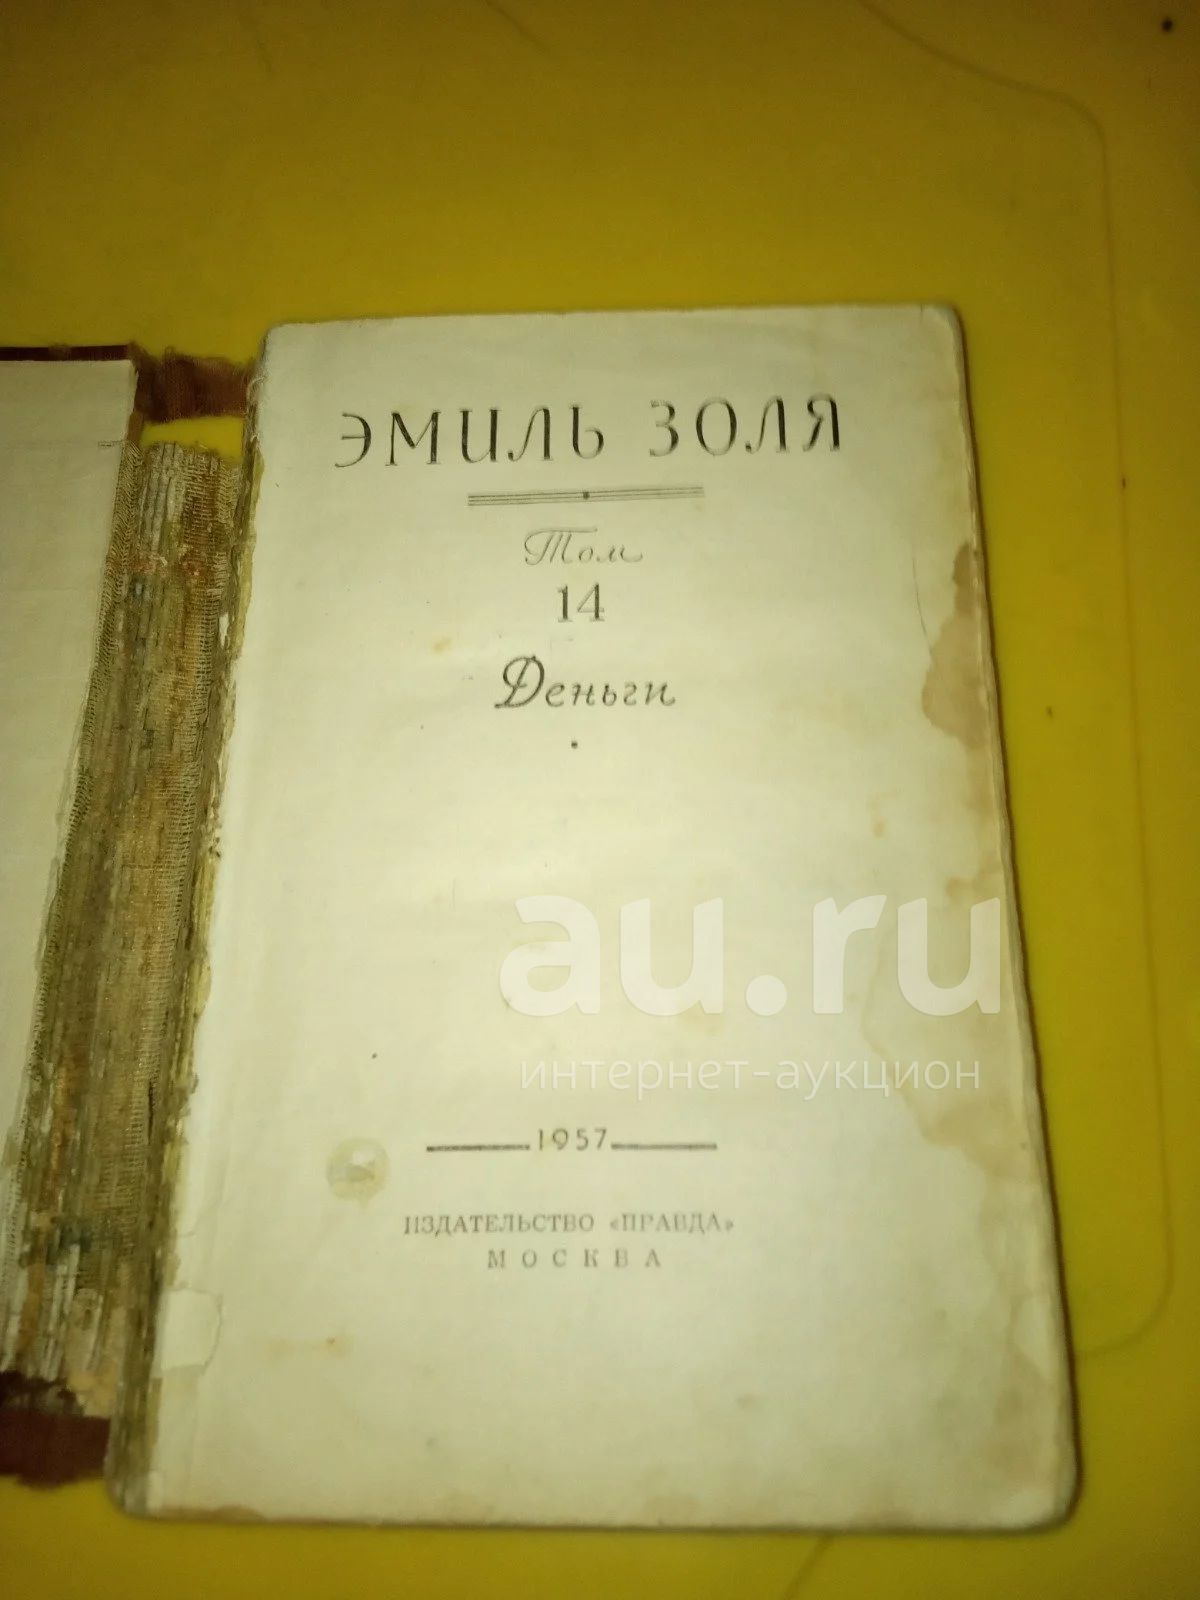 ЭМИЛЬ ЗОЛЯ
Том
14
Деньги
au.ru
интернет-аукцион
1957
ИЗДАТЕЛЬСТВО «ПРАВДА»
МОСКВА